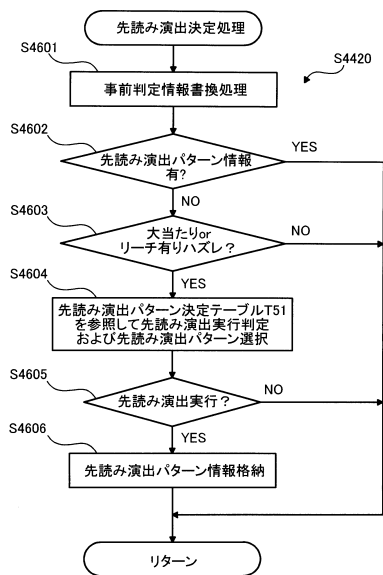 先読み演出決定処理
S4601
S4420
事前判定情報書換処理
S4602
先読み演出パターン情報
有?
YES
NO
S4603
大当たりor
リーチ有りハズレ？
NO
YES
S4604
先読み演出パターン決定テーブルT51
を参照して先読み演出実行判定
および先読み演出パターン選択
S4605
先読み演出実行？
NO
YES
S4606
先読み演出パターン情報格納
リターン